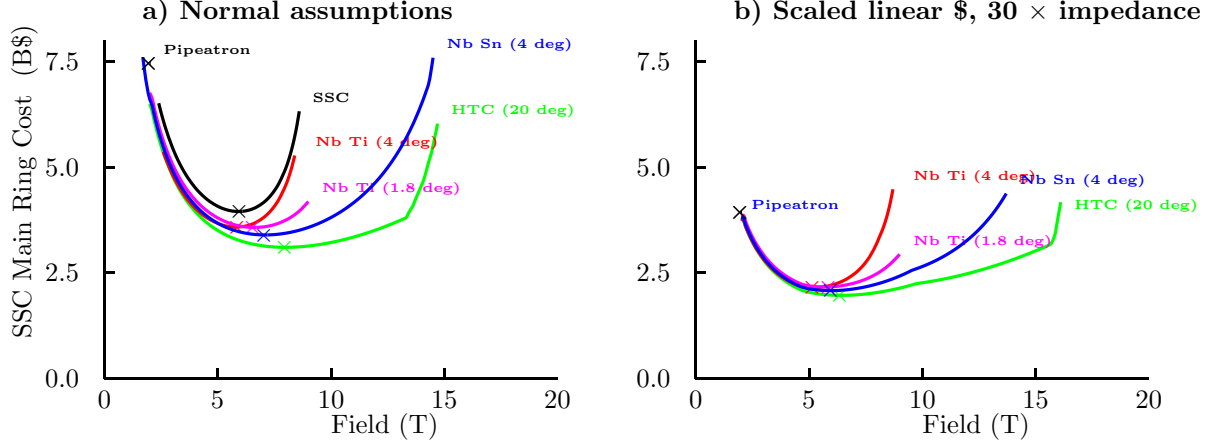 a) Normal assumptions
SSC Main Ring Cost (B$)
7.5
5.0
2.5
0.0
0
5
10
15
20
Field (T)
Pipeatron
SSC
Nb Ti (4 deg)
Nb Ti (1.8 deg)
Nb Sn (4 deg)
HTC (20 deg)
b) Scaled linear $, 30 × impedance
7.5
5.0
2.5
0.0
0
5
10
15
20
Field (T)
Pipeatron
Nb Ti (4 deg)
Nb Sn (4 deg)
HTC (20 deg)
Nb Ti (1.8 deg)